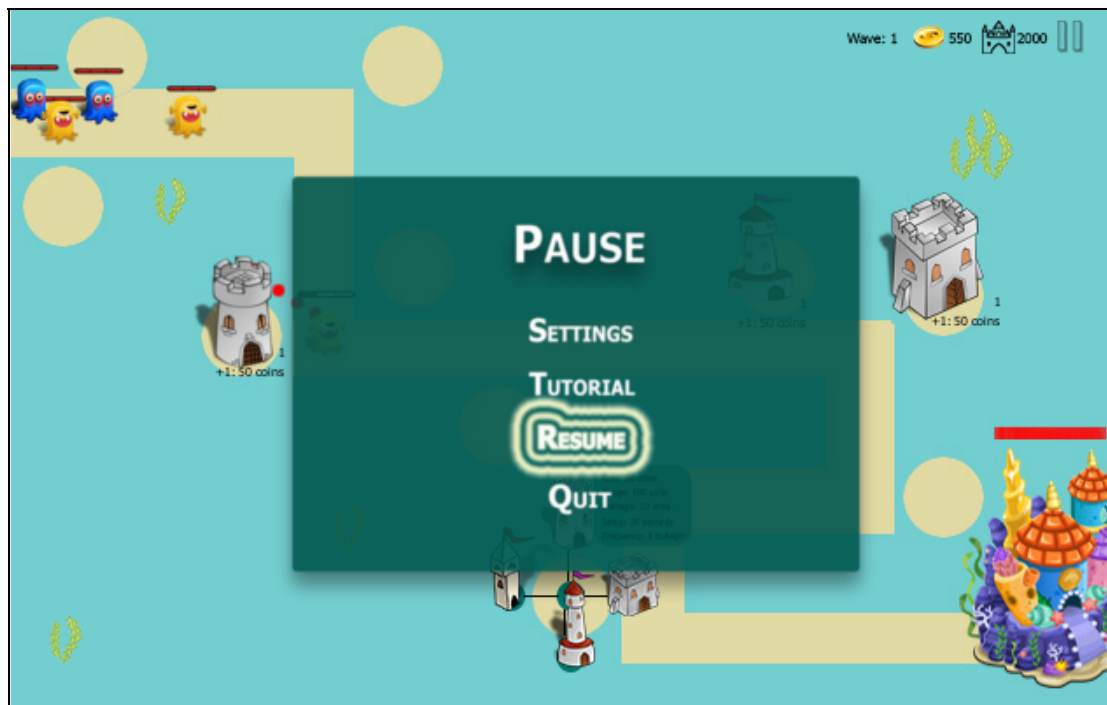 Wave: 1 550 2000
PAUSE
1
+1: 50 coins
1
+1: 50 coins
SETTINGS
1
+1: 50 coins
TUTORIAL
RESUME
QUIT